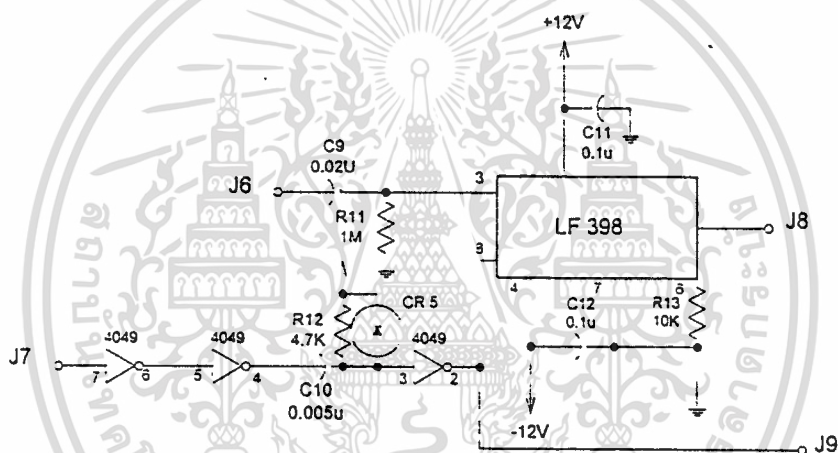 +12V
C11
0.1u
C9
0.02U
J6
3
R11
1M
LF 398
J8
8
4
7
6
C12
0.1u
R13
10K
CR 5
R12
4.7K
4049
4049
4049
J7
7
6
5
4
3
2
C10
0.005u
-12V
J9